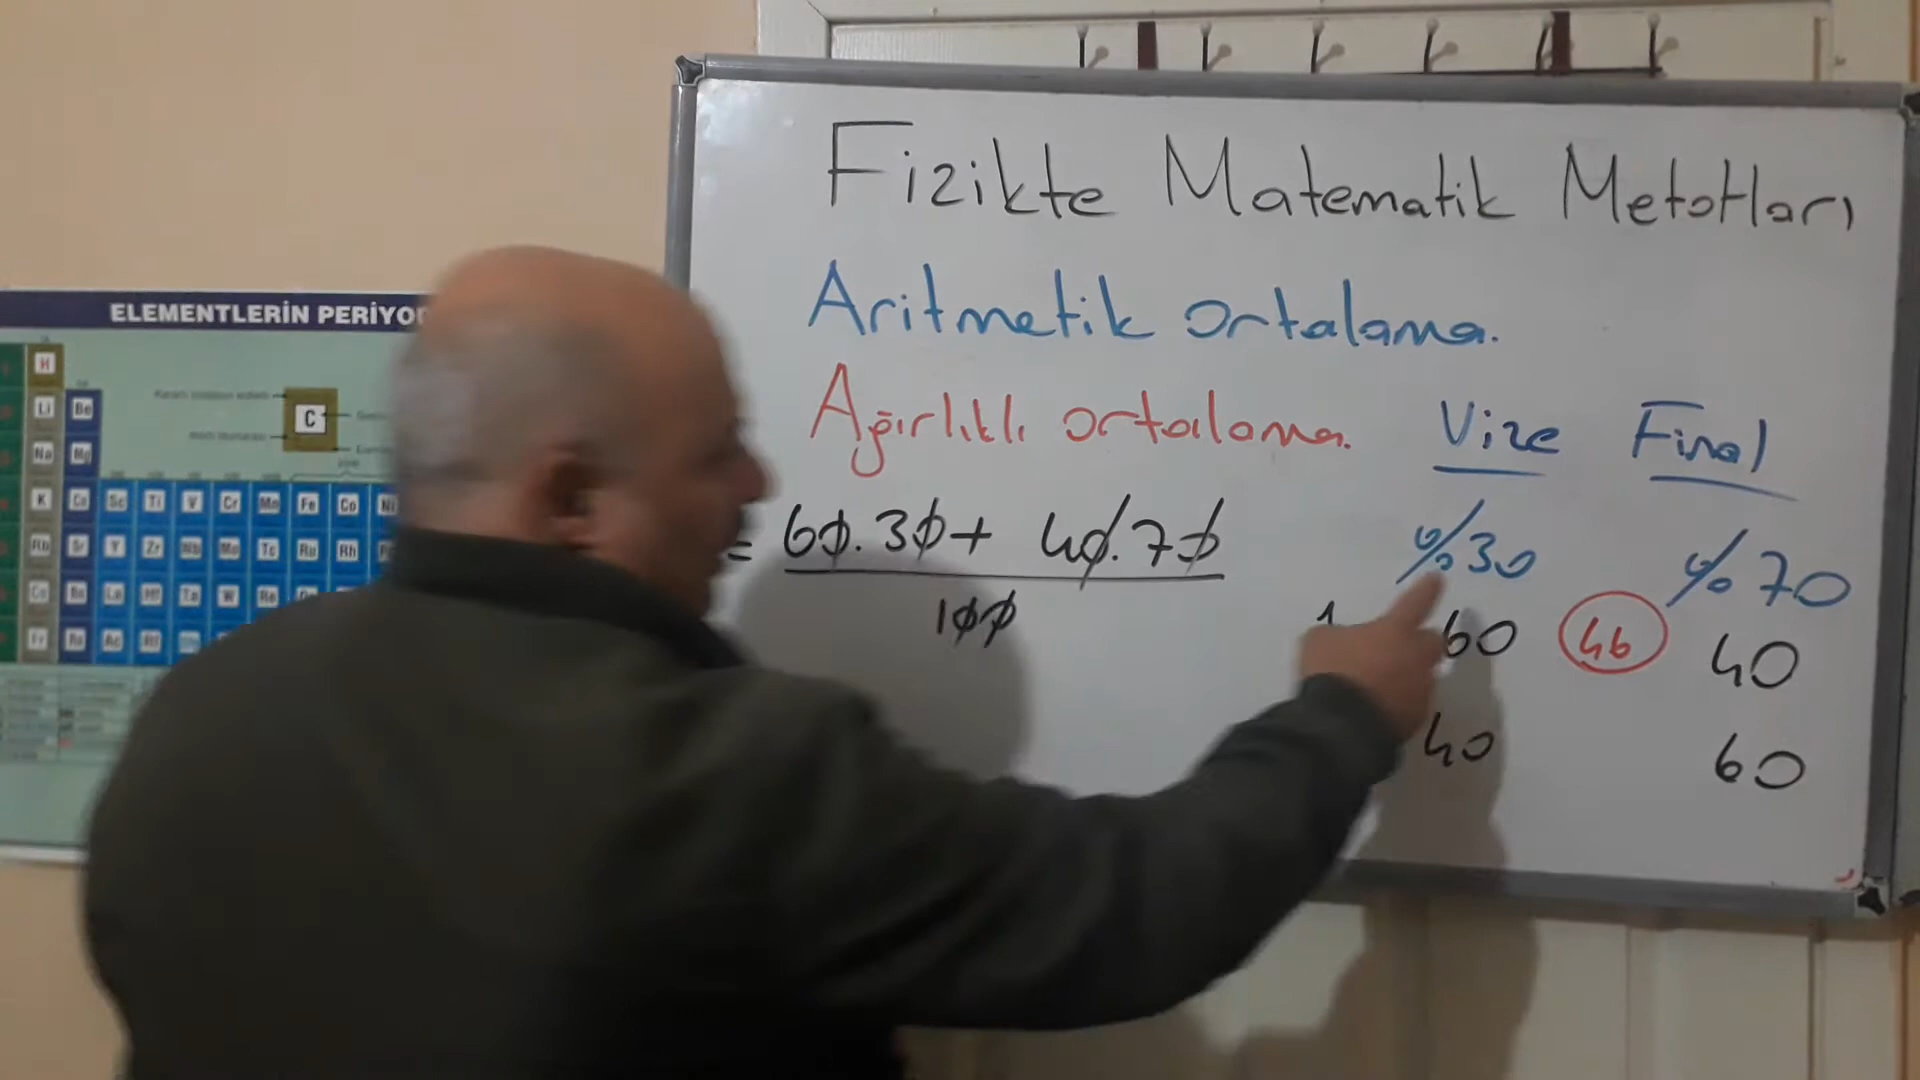 Fizikte Matematik Metotları
Aritmetik ortalama.
Ağırlıklı ortalama. Vize Final
= 60.30+ 40.70
100
%30 %70
1 60 46 40
40 60
ELEMENTLERİN
H
Li Be
C
Na Mg
K Ca Sc Ti V Cr Mn Fe Co Ni
Rb Sr Y Zr Nb Mo Tc Ru Rh
Cs Ba La Hf Ta W Re
Fr Ra Ac Rf